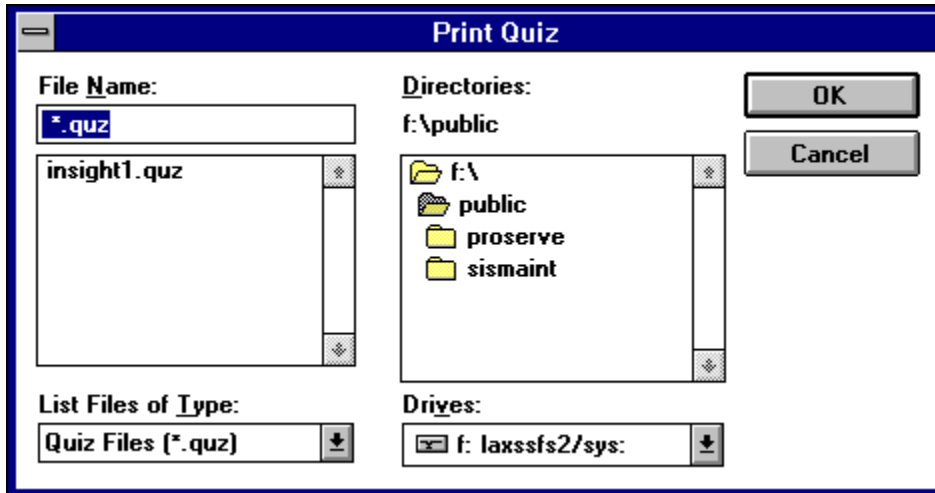 Print Quiz
File Name:
*.quz
insight1.quz
List Files of Type:
Quiz Files (*.quz)
Directories:
f:\public
f:\
public
proserve
sismaint
Drives:
f: laxssfs2/sys:
OK
Cancel